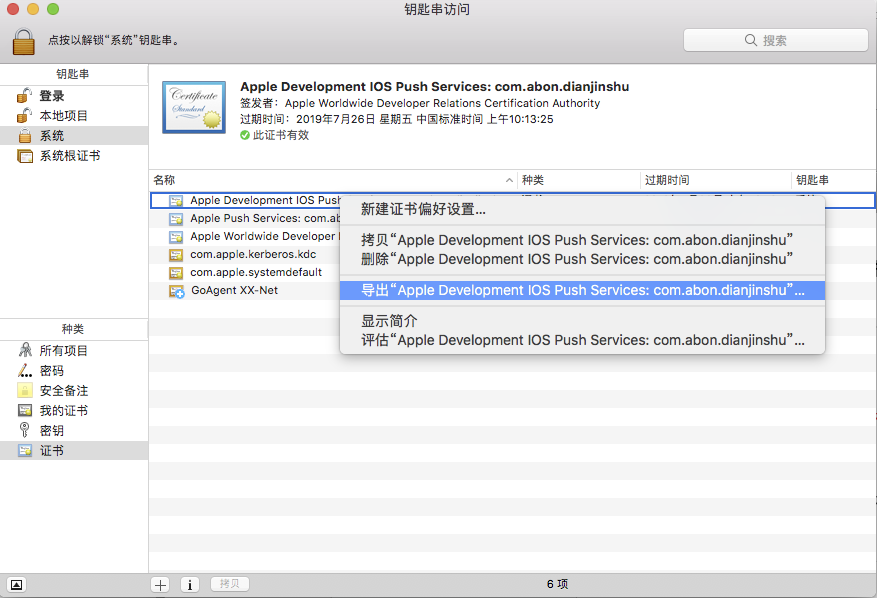 钥匙串访问
点按以解锁“系统”钥匙串。
搜索
钥匙串
登录
本地项目
系统
系统根证书
Certificate
Standard
Apple Development IOS Push Services: com.abon.dianjinshu
签发者：Apple Worldwide Developer Relations Certification Authority
过期时间：2019年7月26日 星期五 中国标准时间 上午10:13:25
此证书有效
名称 种类 过期时间 钥匙串
Apple Development IOS Push
Apple Push Services: com.ab
Apple Worldwide Developer
com.apple.kerberos.kdc
com.apple.systemdefault
GoAgent XX-Net
新建证书偏好设置...
拷贝“Apple Development IOS Push Services: com.abon.dianjinshu”
删除“Apple Development IOS Push Services: com.abon.dianjinshu”
导出“Apple Development IOS Push Services: com.abon.dianjinshu”...
显示简介
评估“Apple Development IOS Push Services: com.abon.dianjinshu”...
种类
所有项目
密码
安全备注
我的证书
密钥
证书
拷贝
6 项